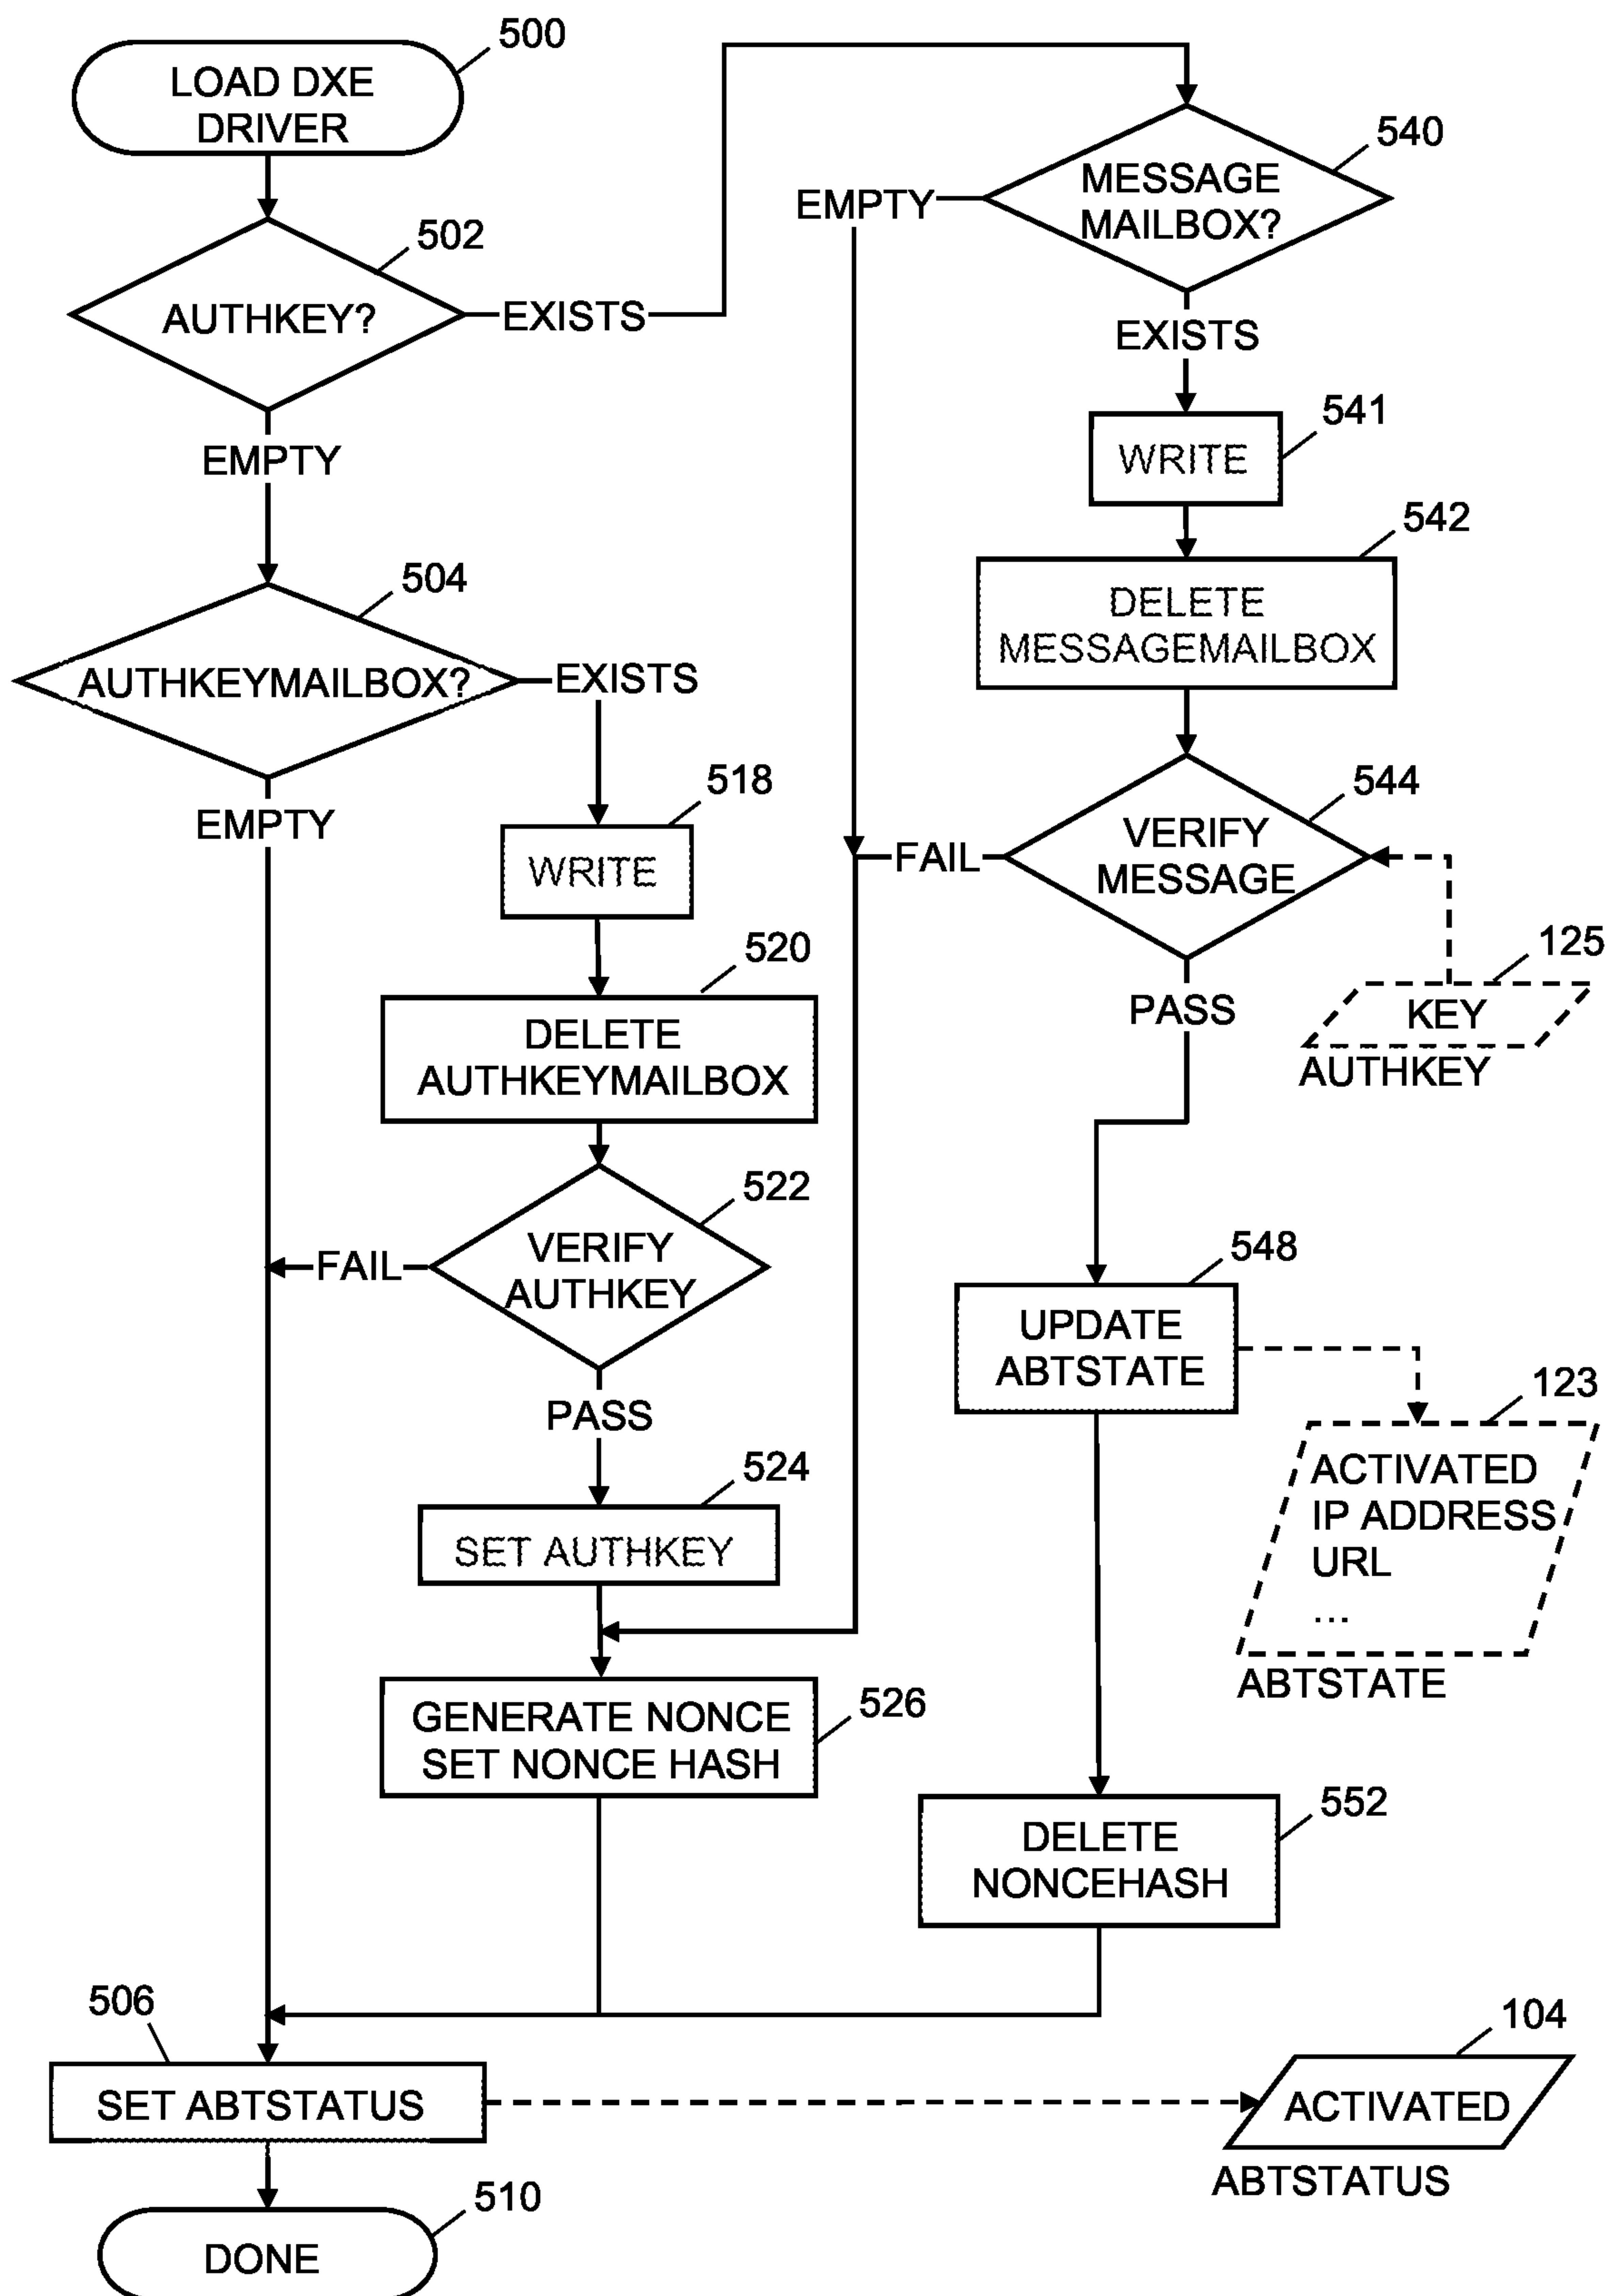 500
LOAD DXE
DRIVER
502
AUTHKEY?
EXISTS
EMPTY
504
AUTHKEYMAILBOX?
EXISTS
EMPTY
518
WRITE
520
DELETE
AUTHKEYMAILBOX
522
VERIFY
AUTHKEY
FAIL
PASS
524
SET AUTHKEY
526
GENERATE NONCE
SET NONCE HASH
540
MESSAGE
MAILBOX?
EMPTY
EXISTS
541
WRITE
542
DELETE
MESSAGEMAILBOX
544
VERIFY
MESSAGE
FAIL
125
KEY
AUTHKEY
PASS
548
UPDATE
ABTSTATE
123
ACTIVATED
IP ADDRESS
URL
...
ABTSTATE
552
DELETE
NONCEHASH
506
SET ABTSTATUS
104
ACTIVATED
ABTSTATUS
510
DONE